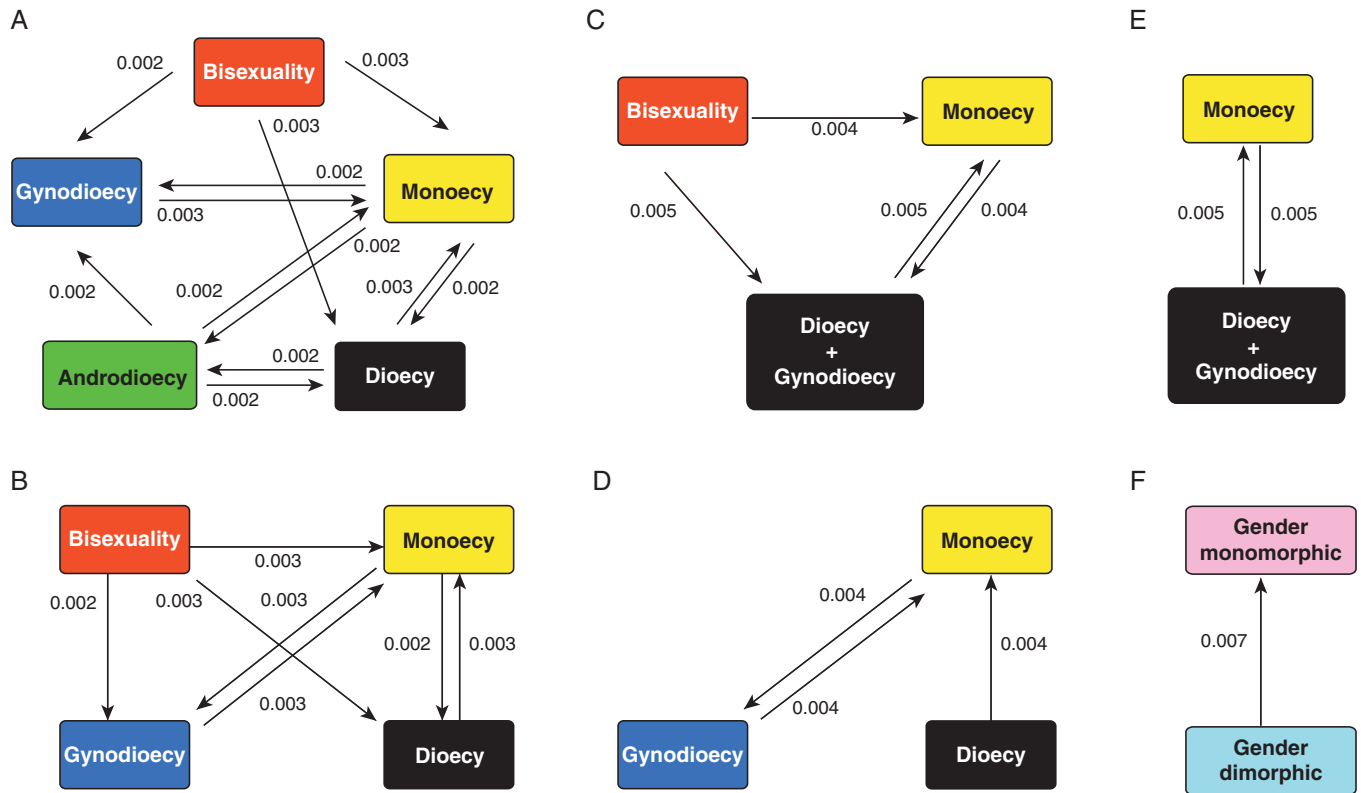 A
Bisexuality
0.002
0.003
0.003
Gynodioecy
Monoecy
0.002
0.003
0.002
0.002
0.002
0.003
0.002
Androdioecy
Dioecy
0.002
0.002
B
Bisexuality
Monoecy
0.003
0.002
0.003
0.003
0.002
0.003
0.003
Gynodioecy
Dioecy
C
Bisexuality
Monoecy
0.004
0.005
0.005
0.004
Dioecy
+
Gynodioecy
D
Monoecy
0.004
0.004
0.004
Gynodioecy
Dioecy
E
Monoecy
0.005
0.005
Dioecy
+
Gynodioecy
F
Gender
monomorphic
0.007
Gender
dimorphic